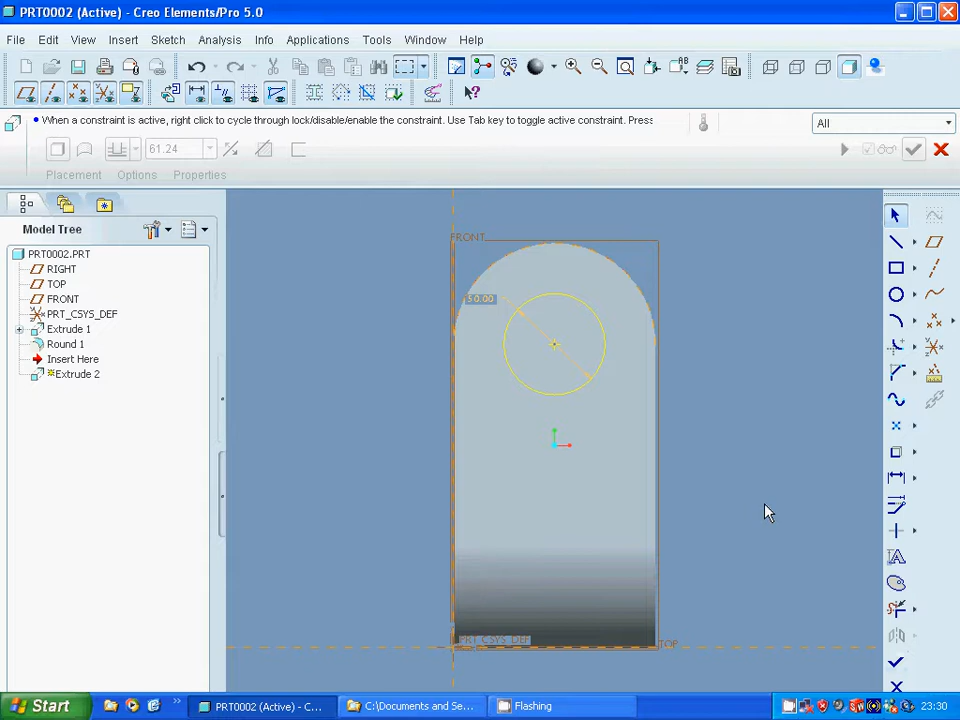 PRT0002 (Active) - Creo Elements/Pro 5.0
File Edit View Insert Sketch Analysis Info Applications Tools Window Help
When a constraint is active, right click to cycle through lock/disable/enable the constraint. Use Tab key to toggle active constraint. Press
All
61.24
Placement Options Properties
Model Tree
PRT0002.PRT
RIGHT
TOP
FRONT
PRT_CSYS_DEF
Extrude 1
Round 1
Insert Here
Extrude 2
FRONT
50.00
PRT_CSYS_DEF
TOP
Start
PRT0002 (Active) - C...
C:\Documents and Se...
Flashing
23:30